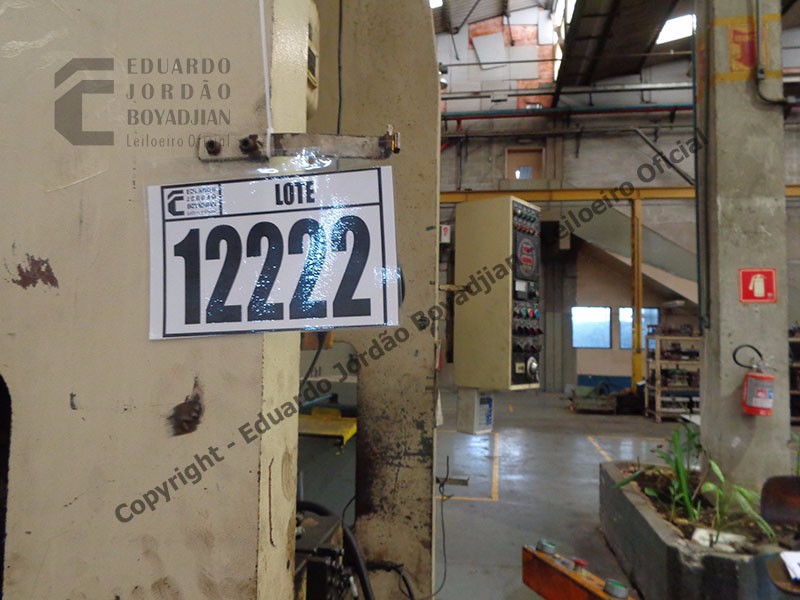 EDUARDO
JORDÃO
BOYADJIAN
Leiloeiro Oficial
LOTE
12222
Copyright - Eduardo Jordão Boyadjian - Leiloeiro Oficial